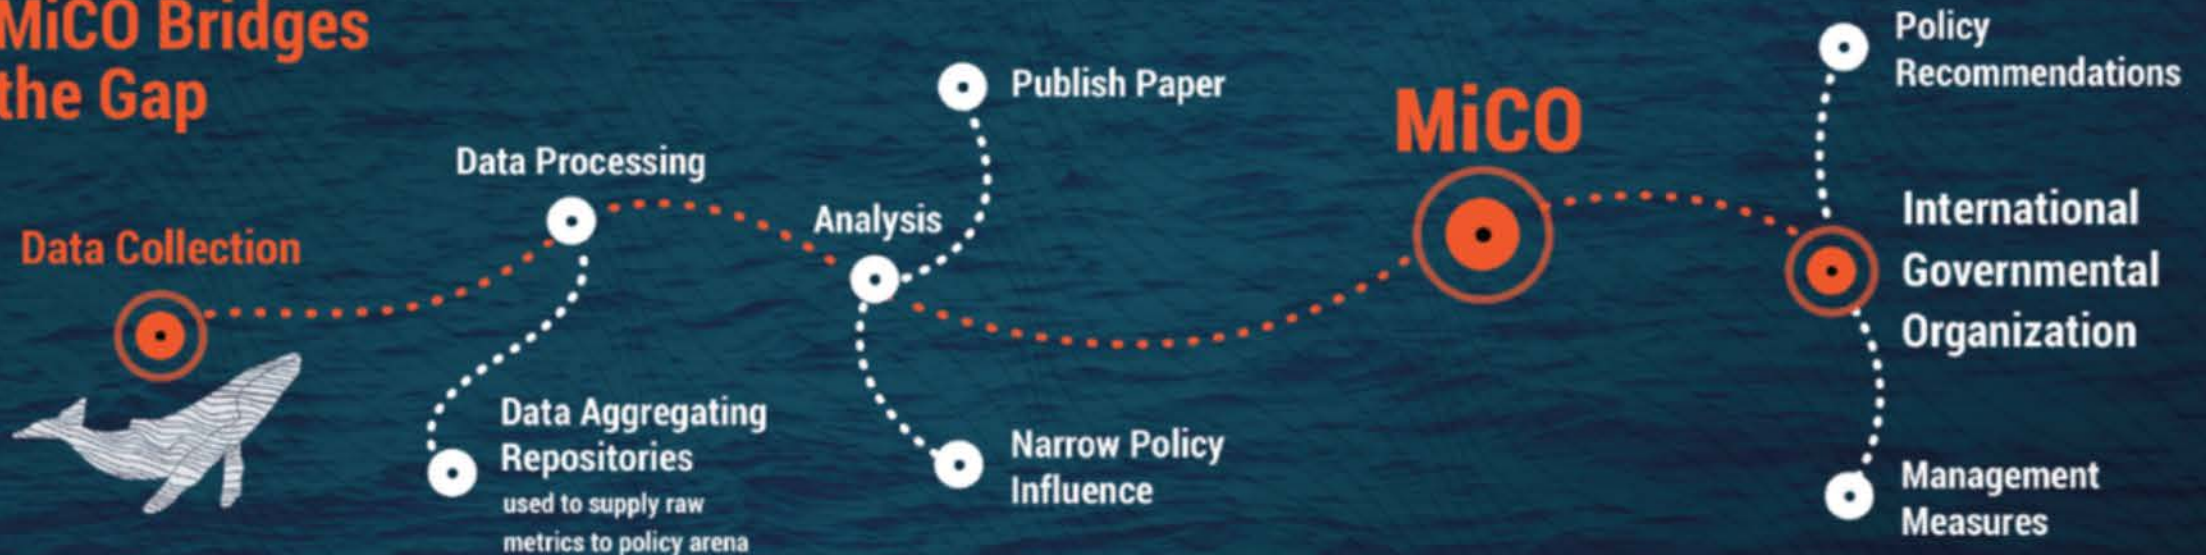 MiCO Bridges
the Gap
Data Collection
Data Processing
Data Aggregating
Repositories
used to supply raw
metrics to policy arena
Analysis
Publish Paper
Narrow Policy
Influence
MiCO
Policy
Recommendations
International
Governmental
Organization
Management
Measures